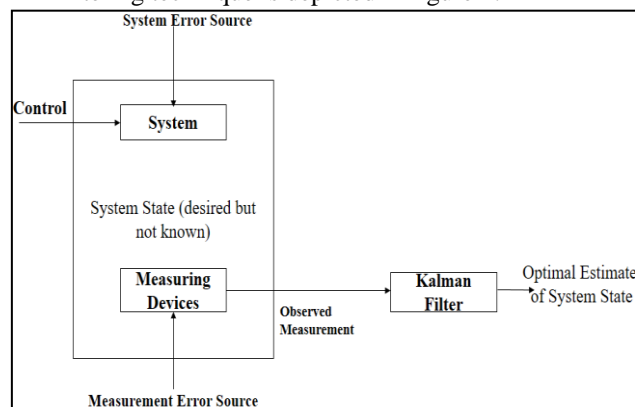 System Error Source
Control
System
System State (desired but
not known)
Measuring
Devices
Observed
Measurement
Kalman
Filter
Optimal Estimate
of System State
Measurement Error Source